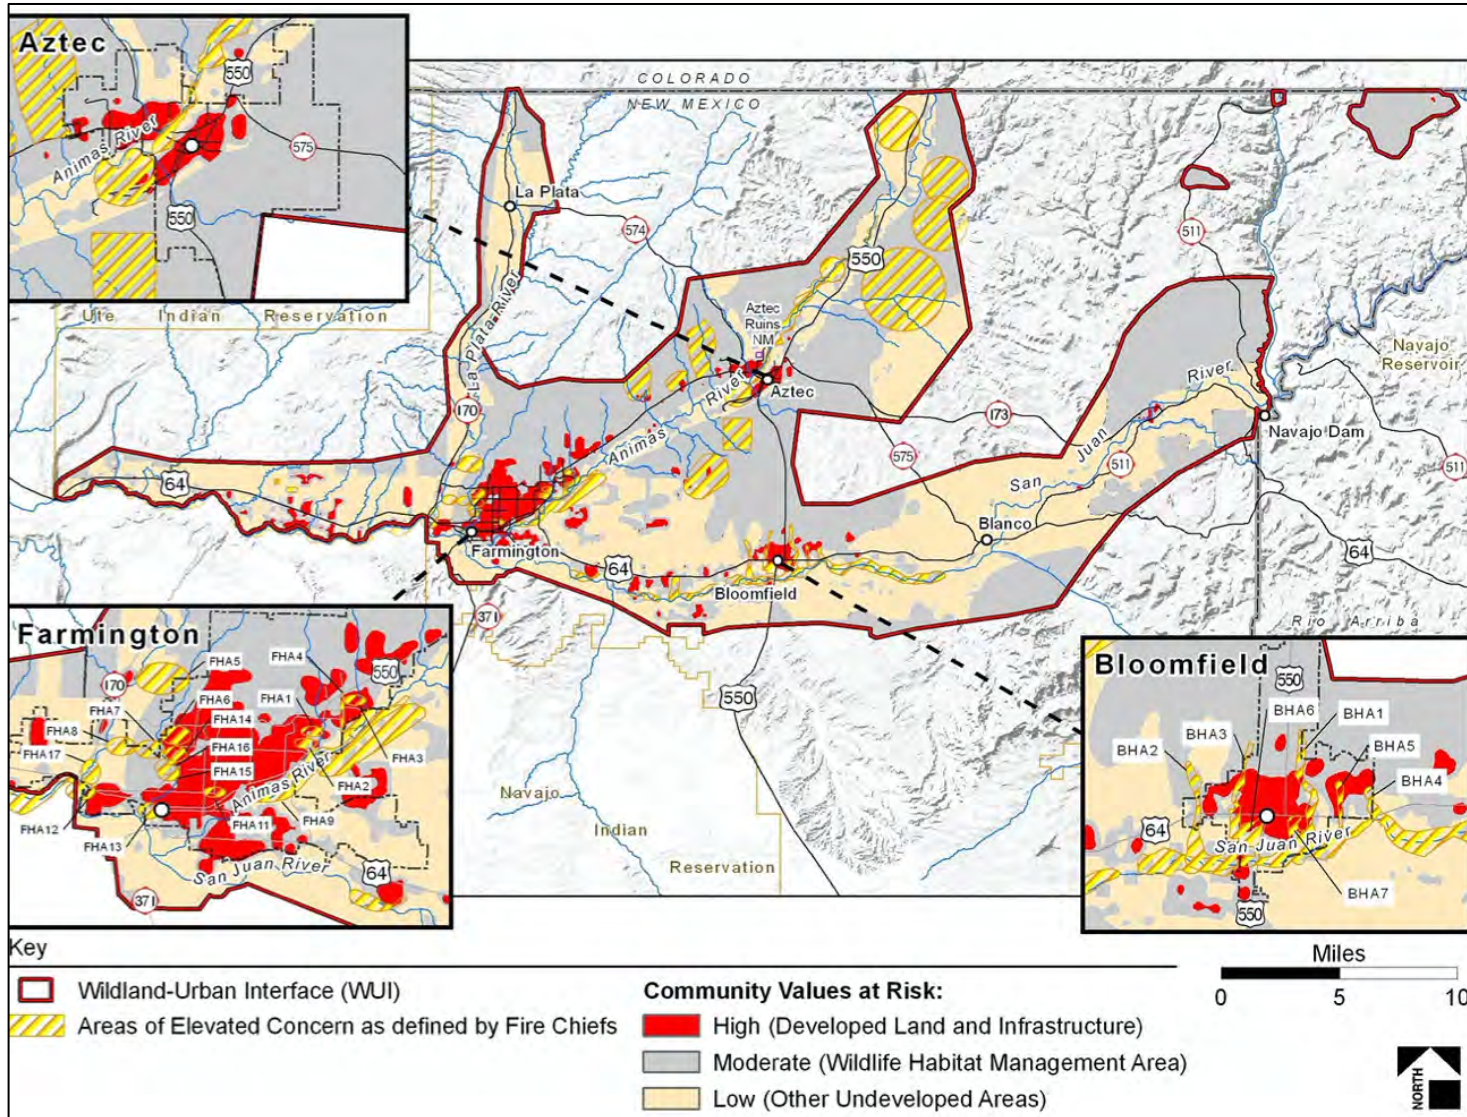 Aztec
550
575
Animas River
550
COLORADO
NEW MEXICO
La Plata
574
511
550
Ute Indian Reservation
La Plata River
Aztec
Ruins
NM
Navajo
Reservoir
River
Aztec
170
Animas River
173
Navajo Dam
575
Juan
511
511
64
San
Blanco
Farmington
64
64
Bloomfield
371
Rio Arriba
550
Navajo
Indian
Reservation
Farmington
FHA5
FHA4
550
170
FHA6
FHA1
FHA7
FHA14
FHA8
FHA16
FHA17
FHA15
FHA3
Animas River
FHA2
FHA12
FHA11
FHA9
FHA13
San Juan River
64
371
Bloomfield
550
BHA6
BHA1
BHA3
BHA2
BHA5
BHA4
64
San Juan River
BHA7
550
Key
Miles
0 5 10
Wildland-Urban Interface (WUI)
Areas of Elevated Concern as defined by Fire Chiefs
Community Values at Risk:
High (Developed Land and Infrastructure)
Moderate (Wildlife Habitat Management Area)
Low (Other Undeveloped Areas)
NORTH